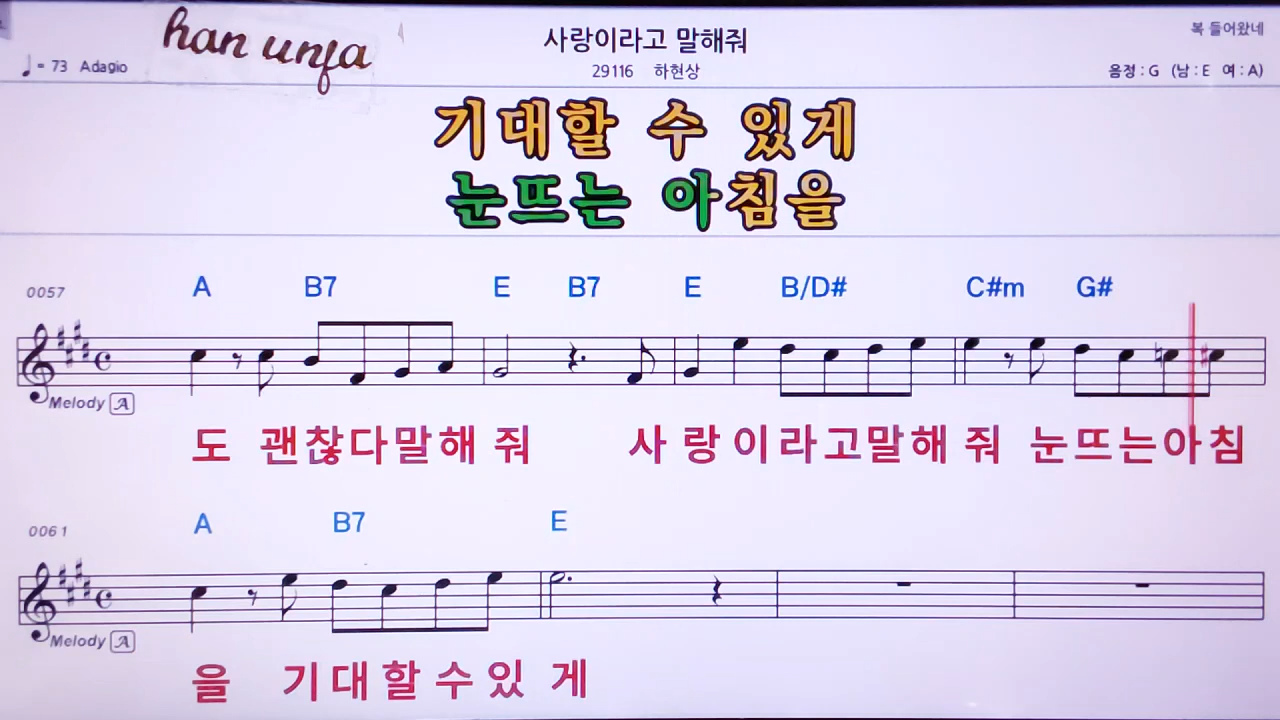 han unfa
사랑이라고 말해줘
복 들어왔네
♩ = 73 Adagio
29116 하현상
음정 : G (남 : E 여 : A)
기대할 수 있게
눈뜨는 아침을
0057 A B7 E B7 E B/D# C#m G#
Melody A
도 괜찮다말해 줘 사 랑 이 라고말해 줘 눈뜨는아침
0061 A B7 E
Melody A
을 기 대 할 수 있 게